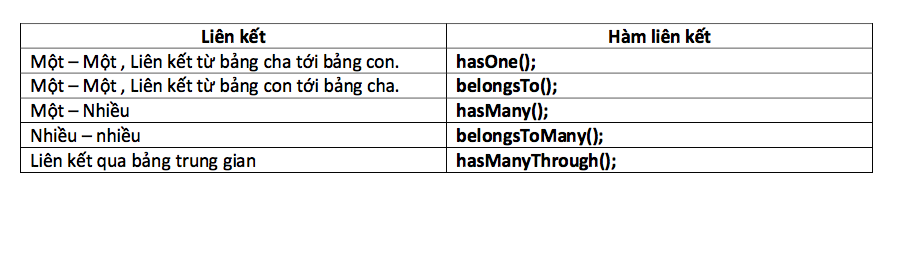 Liên kết Hàm liên kết
Một – Một , Liên kết từ bảng cha tới bảng con. hasOne();
Một – Một , Liên kết từ bảng con tới bảng cha. belongsTo();
Một – Nhiều hasMany();
Nhiều – nhiều belongsToMany();
Liên kết qua bảng trung gian hasManyThrough();